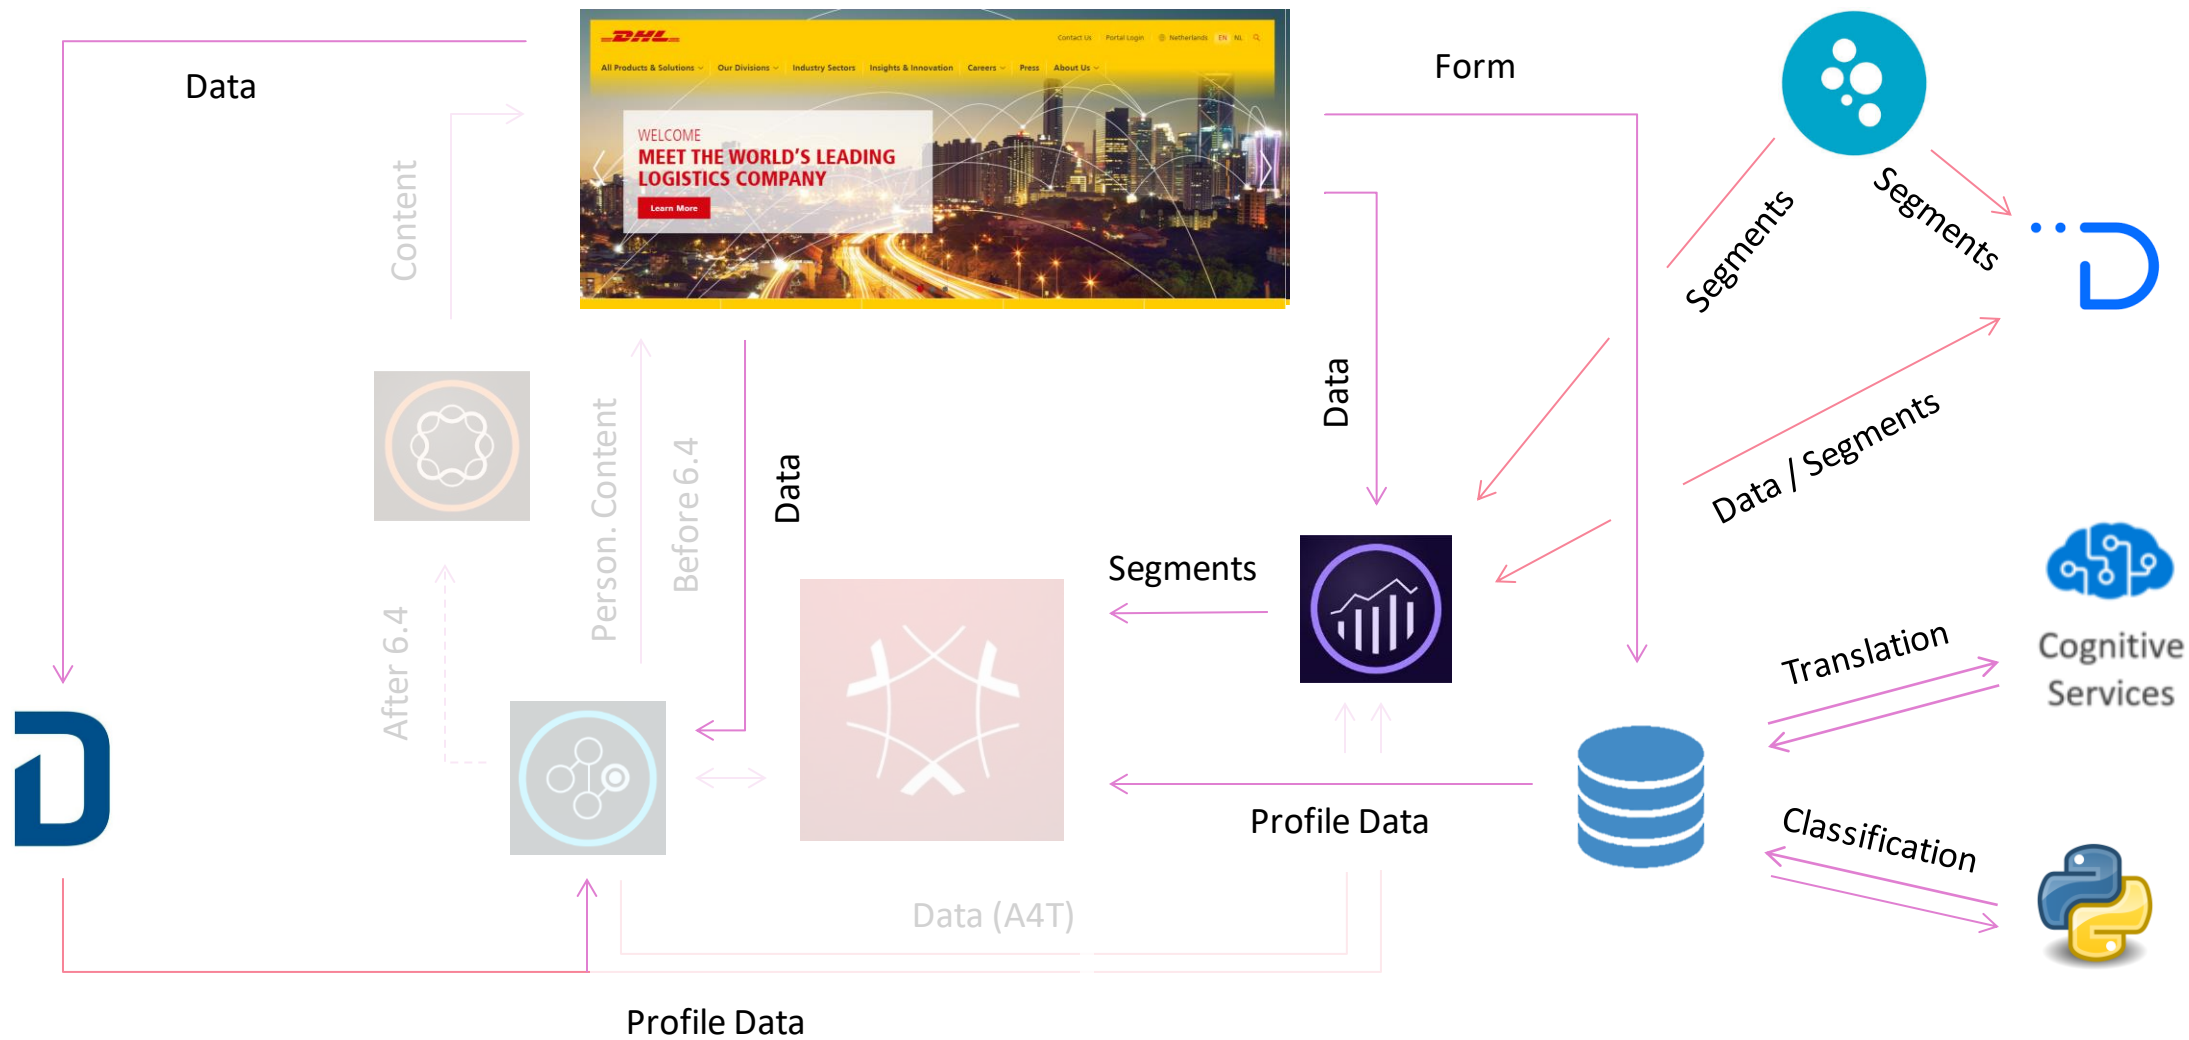 DHL
Contact Us Portal Login Netherlands EN NL
All Products & Solutions Our Divisions Industry Sectors Insights & Innovation Careers Press About Us
WELCOME
MEET THE WORLD'S LEADING
LOGISTICS COMPANY
Learn More
Data
Form
Content
Segments
Segments
Data
Person. Content
Before 6.4
Data
Data / Segments
Segments
After 6.4
Translation
Cognitive
Services
Profile Data
Classification
Data (A4T)
Profile Data